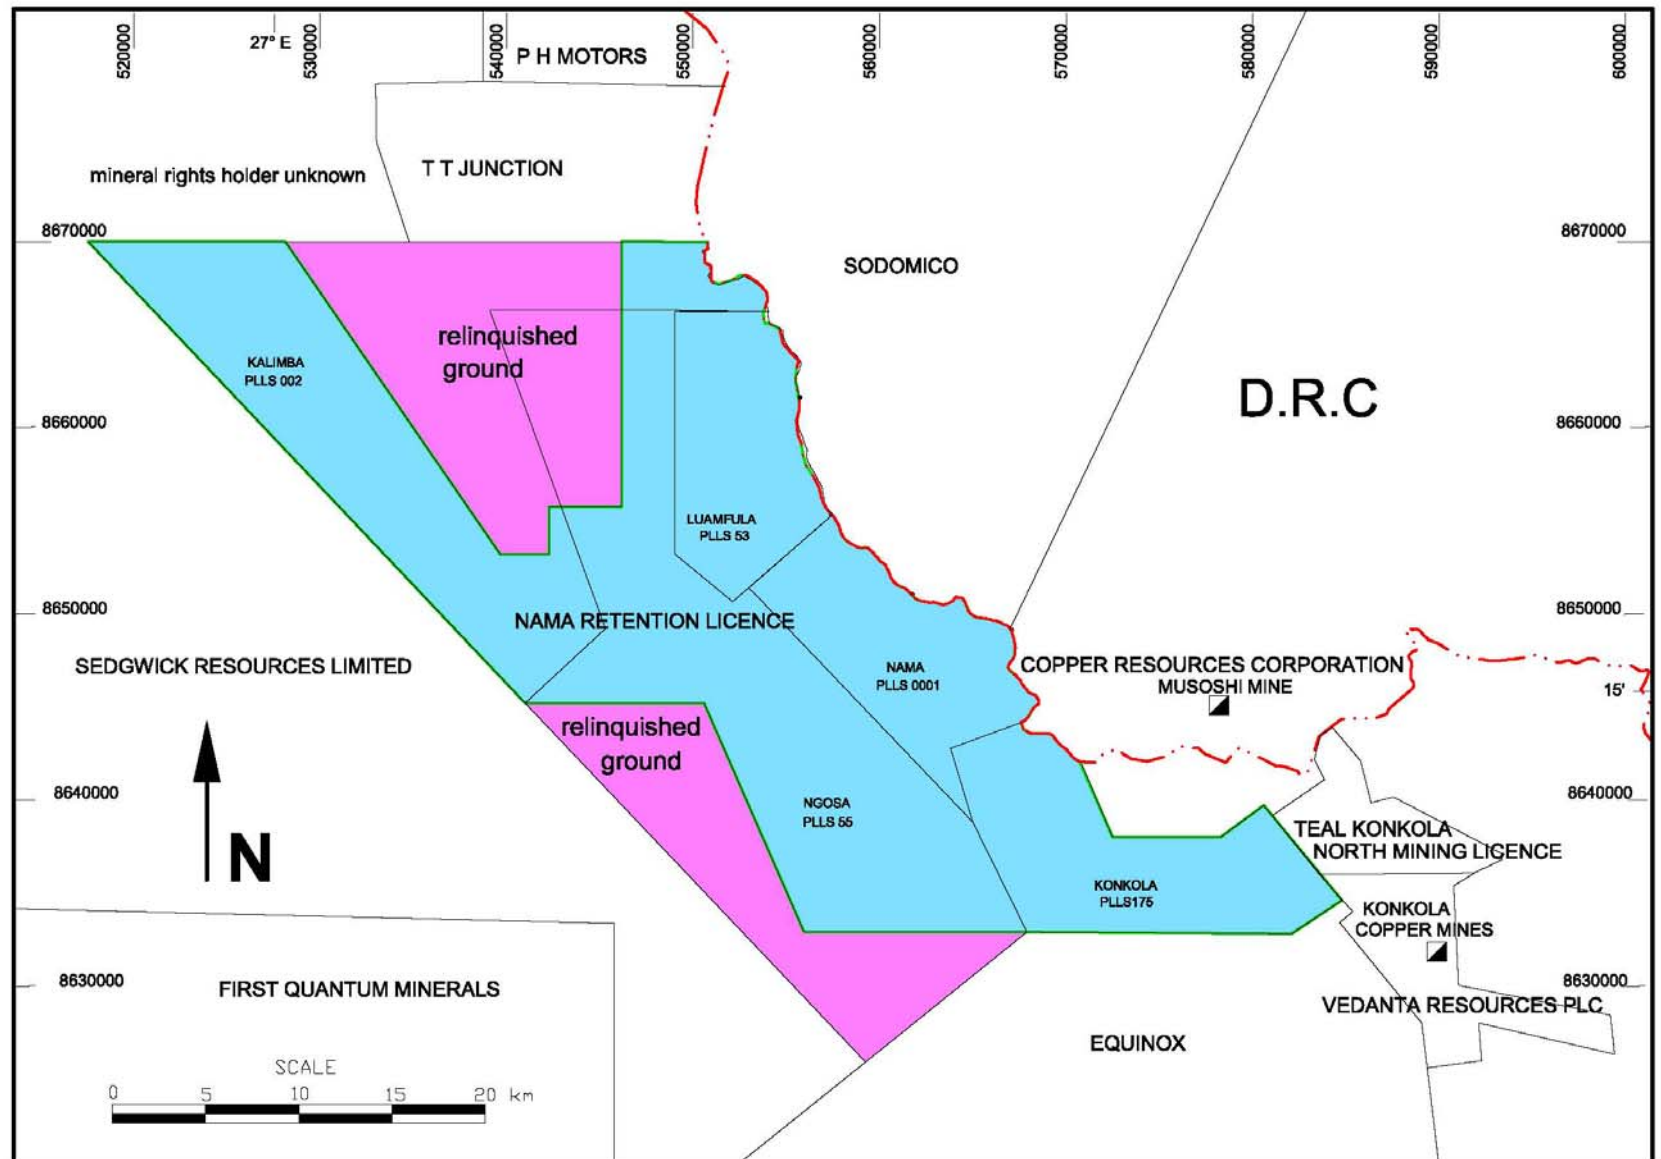 520000
27° E
530000
540000
P H MOTORS
550000
560000
570000
580000
590000
600000
mineral rights holder unknown
T T JUNCTION
8670000
8670000
SODOMICO
relinquished
ground
KALIMBA
PLLS 002
D.R.C
8660000
8660000
LUAMFULA
PLLS 53
8650000
8650000
NAMA RETENTION LICENCE
SEDGWICK RESOURCES LIMITED
NAMA
PLLS 0001
COPPER RESOURCES CORPORATION
MUSOSHI MINE
15'
relinquished
ground
8640000
8640000
NGOSA
PLLS 55
TEAL KONKOLA
NORTH MINING LICENCE
N
KONKOLA
PLLS175
KONKOLA
COPPER MINES
8630000
8630000
FIRST QUANTUM MINERALS
VEDANTA RESOURCES PLC
EQUINOX
SCALE
0 5 10 15 20 km